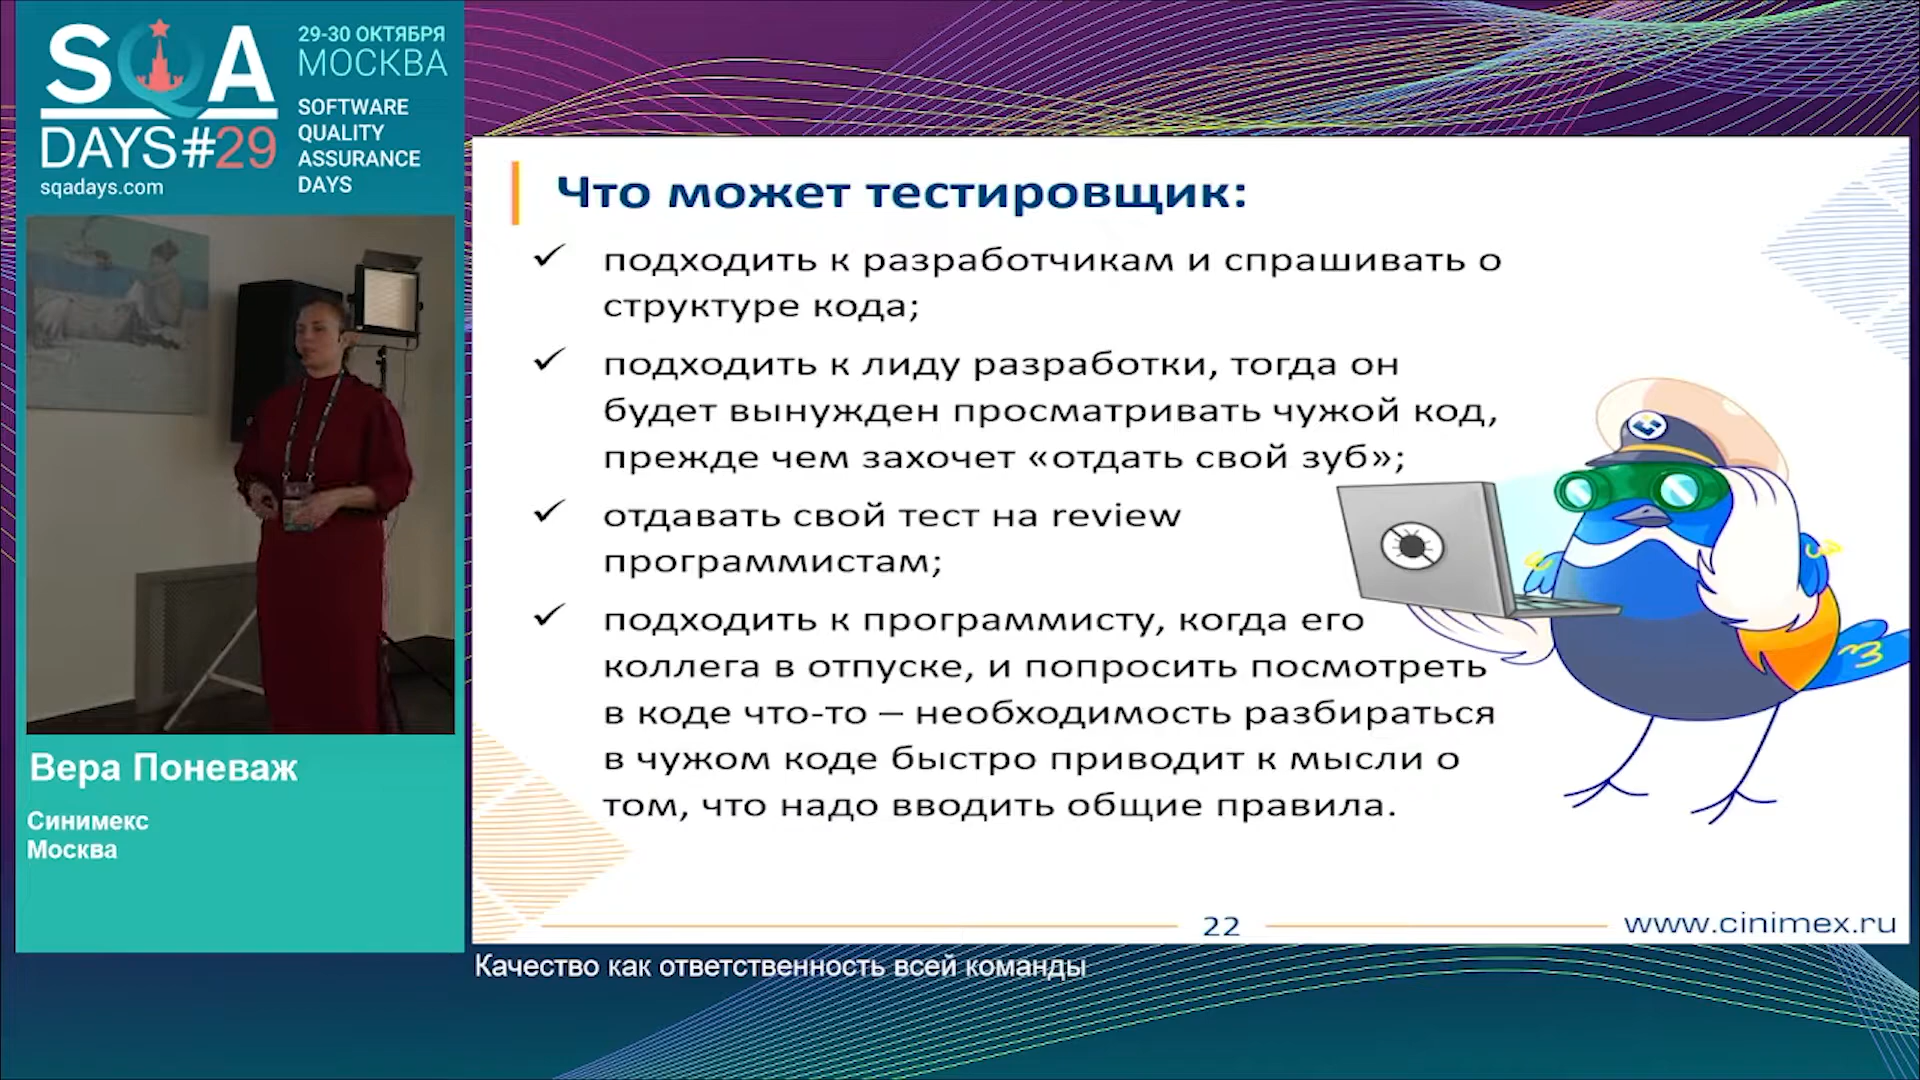 SQA
DAYS#29
sqadays.com
29-30 ОКТЯБРЯ
МОСКВА
SOFTWARE
QUALITY
ASSURANCE
DAYS
Вера Поневаж
Синимекс
Москва
Что может тестировщик:
✓ подходить к разработчикам и спрашивать о
структуре кода;
✓ подходить к лиду разработки, тогда он
будет вынужден просматривать чужой код,
прежде чем захочет «отдать свой зуб»;
✓ отдавать свой тест на review
программистам;
✓ подходить к программисту, когда его
коллега в отпуске, и попросить посмотреть
в коде что-то – необходимость разбираться
в чужом коде быстро приводит к мысли о
том, что надо вводить общие правила.
22
www.cinimex.ru
Качество как ответственность всей команды